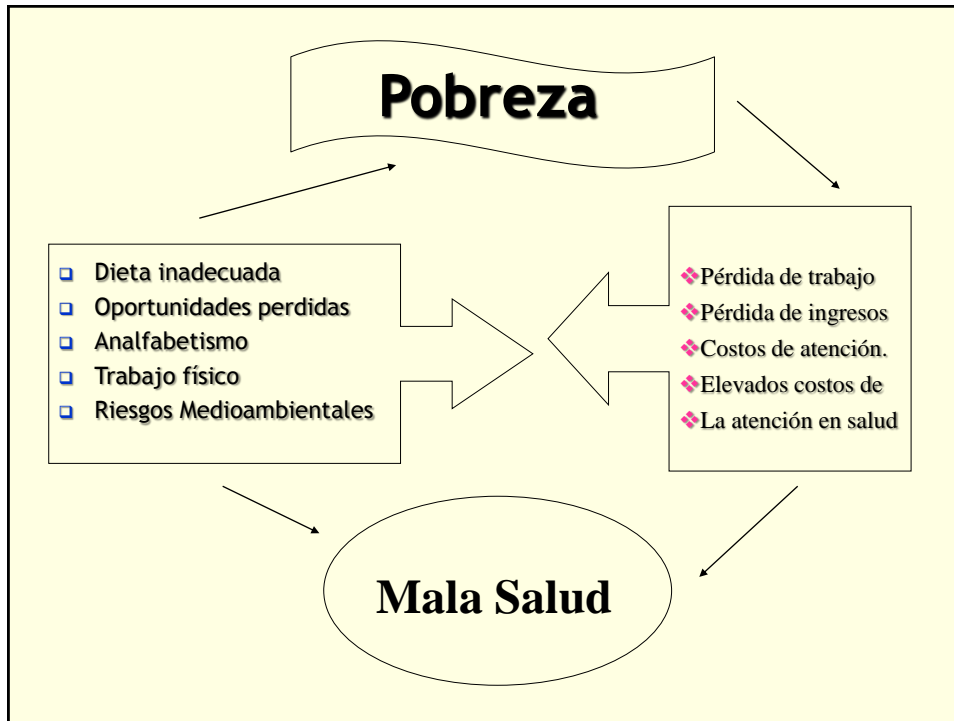 Pobreza
Dieta inadecuada
Oportunidades perdidas
Analfabetismo
Trabajo físico
Riesgos Medioambientales
Pérdida de trabajo
Pérdida de ingresos
Costos de atención.
Elevados costos de
La atención en salud
Mala Salud